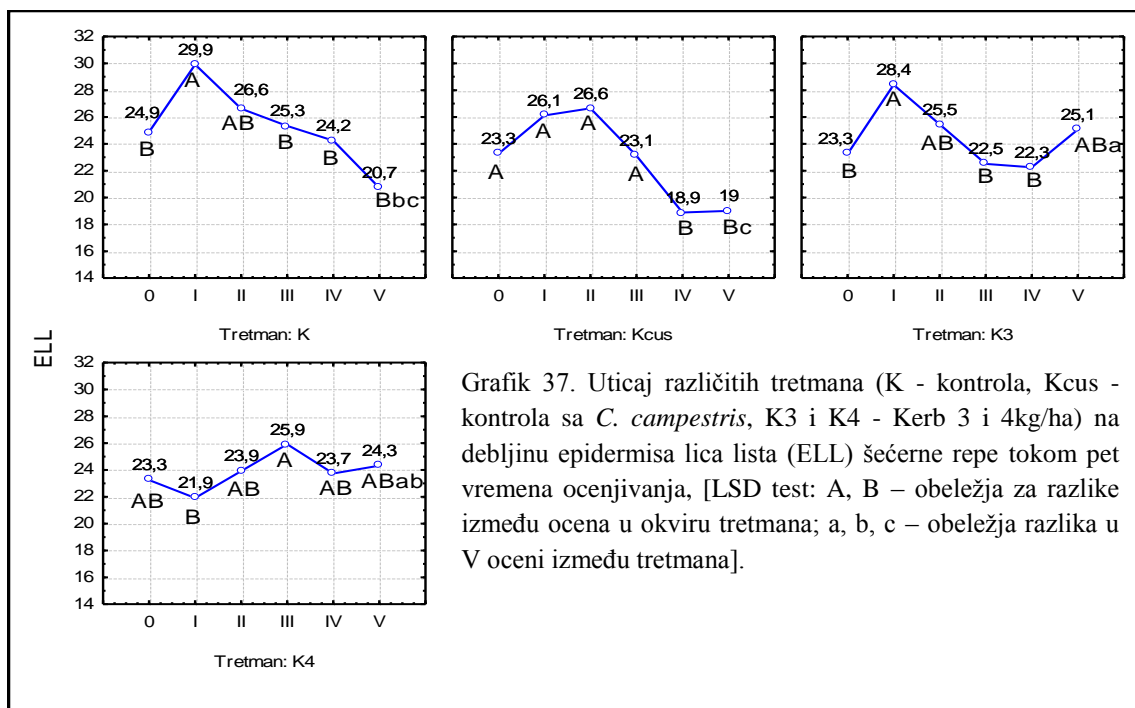 32
30
28
26
24
22
20
18
16
14
24,9
29,9
26,6
25,3
24,2
20,7
B
A
AB
B
B
Bbc
0 I II III IV V
Tretman: K
23,3
26,1
26,6
23,1
18,9
19
A
A
A
A
B
Bc
0 I II III IV V
Tretman: Kcus
23,3
28,4
25,5
22,5
22,3
25,1
B
A
AB
B
B
ABa
0 I II III IV V
Tretman: K3
ELL
32
30
28
26
24
22
20
18
16
14
23,3
21,9
23,9
25,9
23,7
24,3
AB
B
AB
A
AB
ABab
0 I II III IV V
Tretman: K4
Grafik 37. Uticaj različitih tretmana (K - kontrola, Kcus -
kontrola sa C. campestris, K3 i K4 - Kerb 3 i 4kg/ha) na
debljinu epidermisa lica lista (ELL) šećerne repe tokom pet
vremena ocenjivanja, [LSD test: A, B – obeležja za razlike
između ocena u okviru tretmana; a, b, c – obeležja razlika u
V oceni između tretmana].